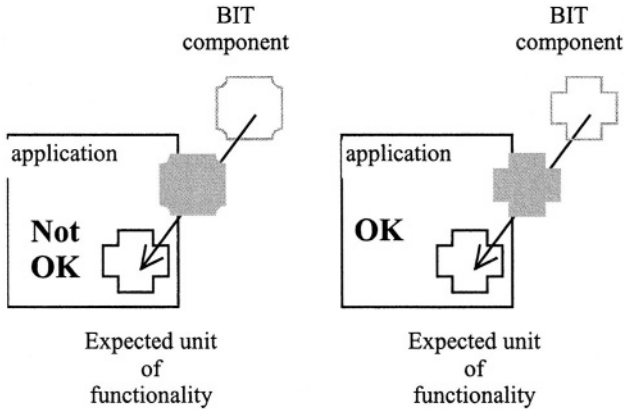 BIT
component
application
Not
OK
Expected unit
of
functionality
BIT
component
application
OK
Expected unit
of
functionality